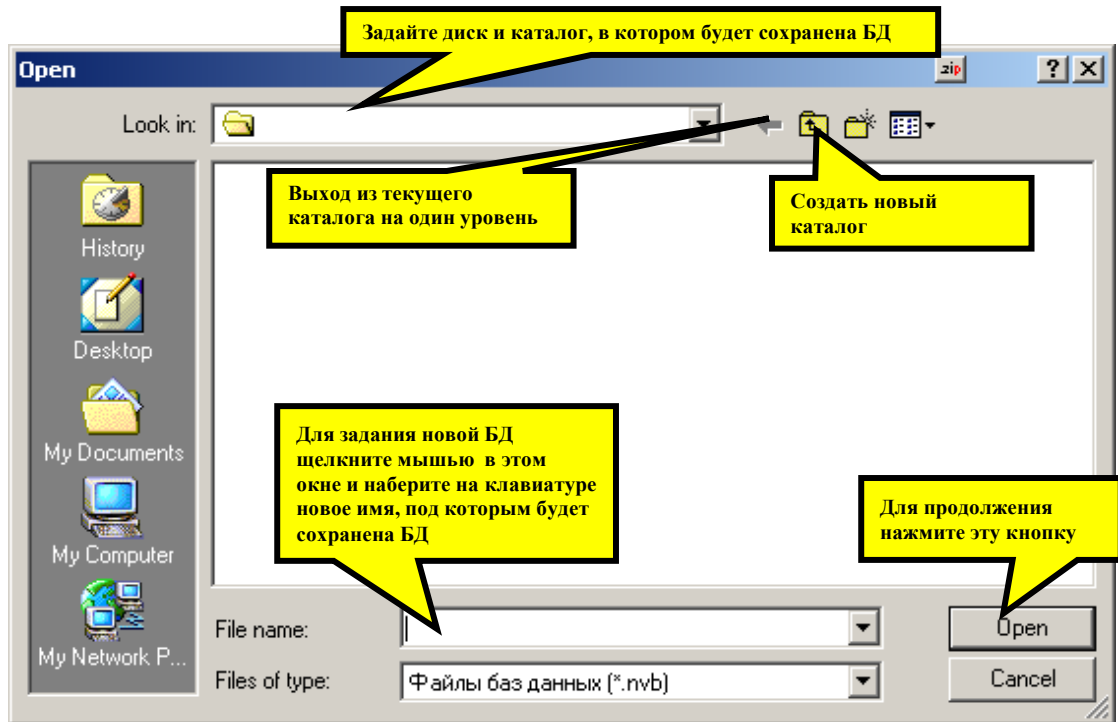 Задайте диск и каталог, в котором будет сохранена БД
Open
zip
Look in:
Выход из текущего
каталога на один уровень
Создать новый
каталог
History
Desktop
My Documents
My Computer
My Network P...
Для задания новой БД
щелкните мышью в этом
окне и наберите на клавиатуре
новое имя, под которым будет
сохранена БД
Для продолжения
нажмите эту кнопку
File name:
Open
Files of type:
Файлы баз данных (*.nvb)
Cancel